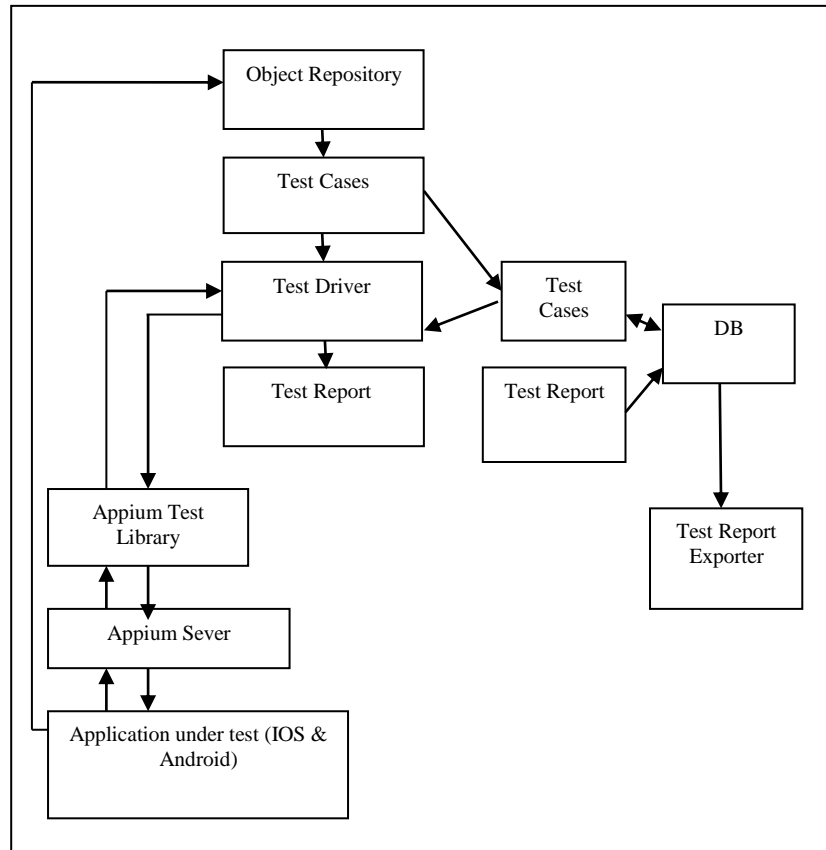 Object Repository
Test Cases
Test Driver
Test
Cases
DB
Test Report
Test Report
Appium Test
Library
Test Report
Exporter
Appium Sever
Application under test (IOS &
Android)